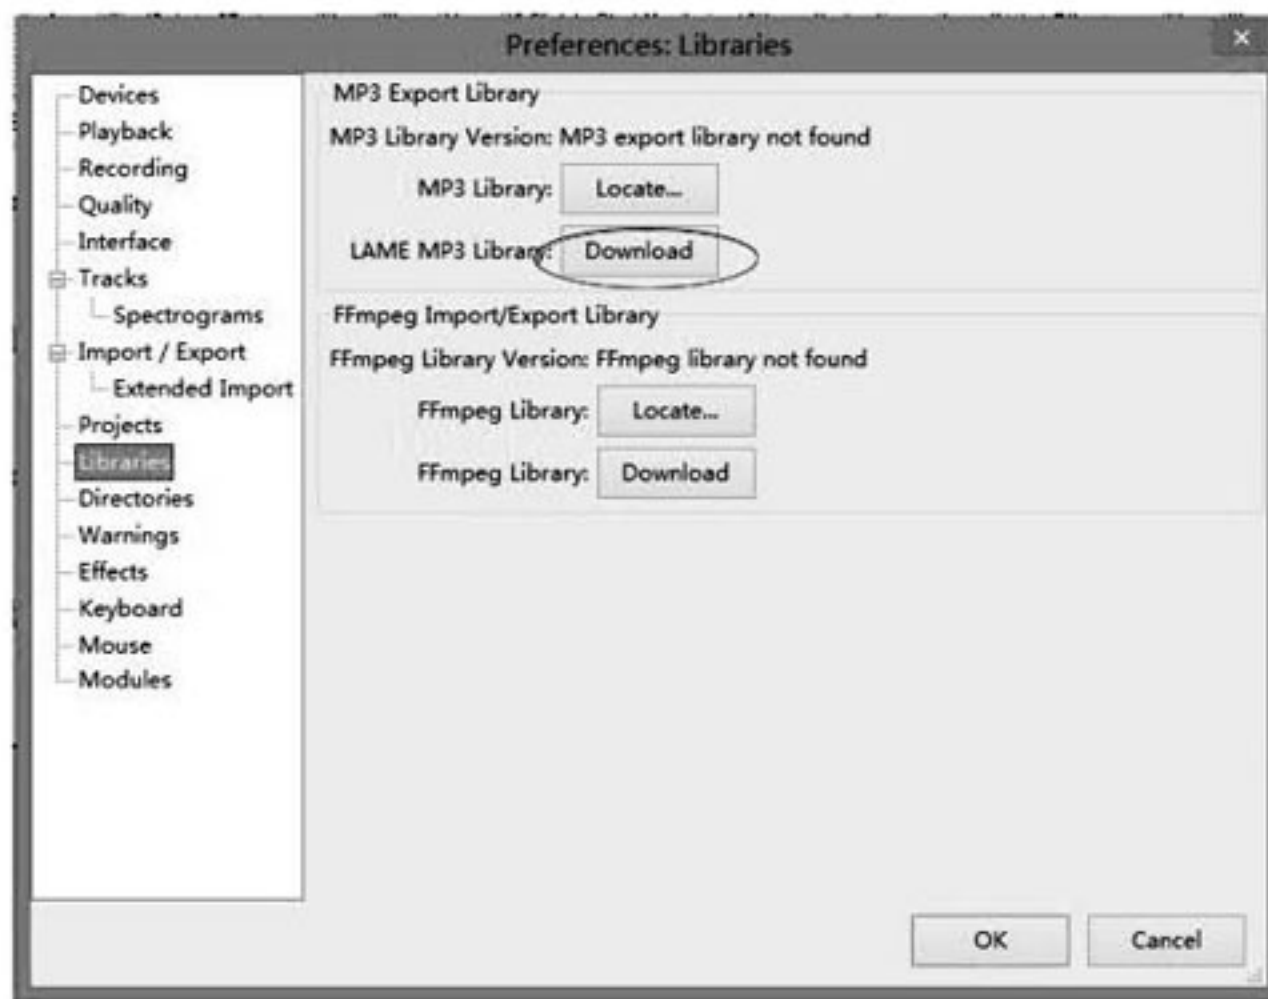 Preferences: Libraries
Devices
Playback
Recording
Quality
Interface
Tracks
Spectrograms
Import / Export
Extended Import
Projects
Libraries
Directories
Warnings
Effects
Keyboard
Mouse
Modules
MP3 Export Library
MP3 Library Version: MP3 export library not found
MP3 Library: Locate...
LAME MP3 Library: Download
FFmpeg Import/Export Library
FFmpeg Library Version: FFmpeg library not found
FFmpeg Library: Locate...
FFmpeg Library: Download
OK Cancel